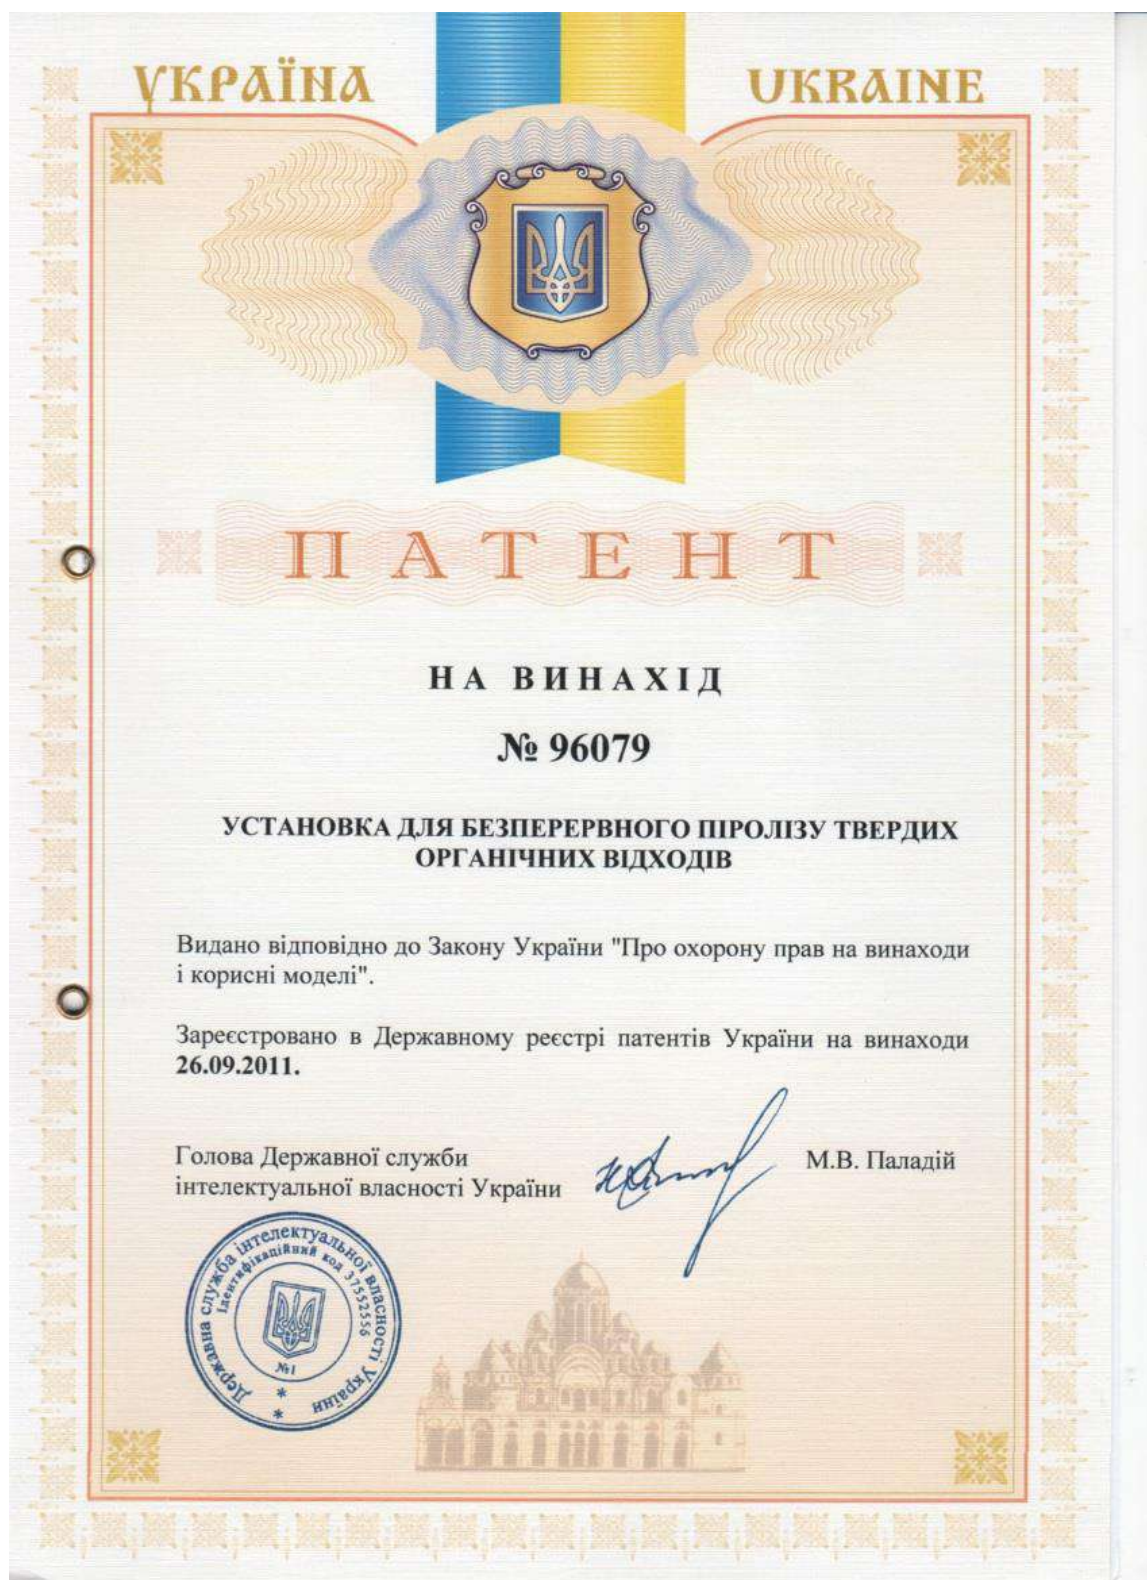 УКРАЇНА
UKRAINE
ПАТЕНТ
НА ВИНАХІД
№ 96079
УСТАНОВКА ДЛЯ БЕЗПЕРЕРВНОГО ПІРОЛІЗУ ТВЕРДИХ
ОРГАНІЧНИХ ВІДХОДІВ
Видано відповідно до Закону України "Про охорону прав на винаходи
і корисні моделі".
Зареєстровано в Державному реєстрі патентів України на винаходи
26.09.2011.
Голова Державної служби
інтелектуальної власності України
М.В. Паладій
Державна служба інтелектуальної власності України
Ідентифікаційний код 37552556
№1